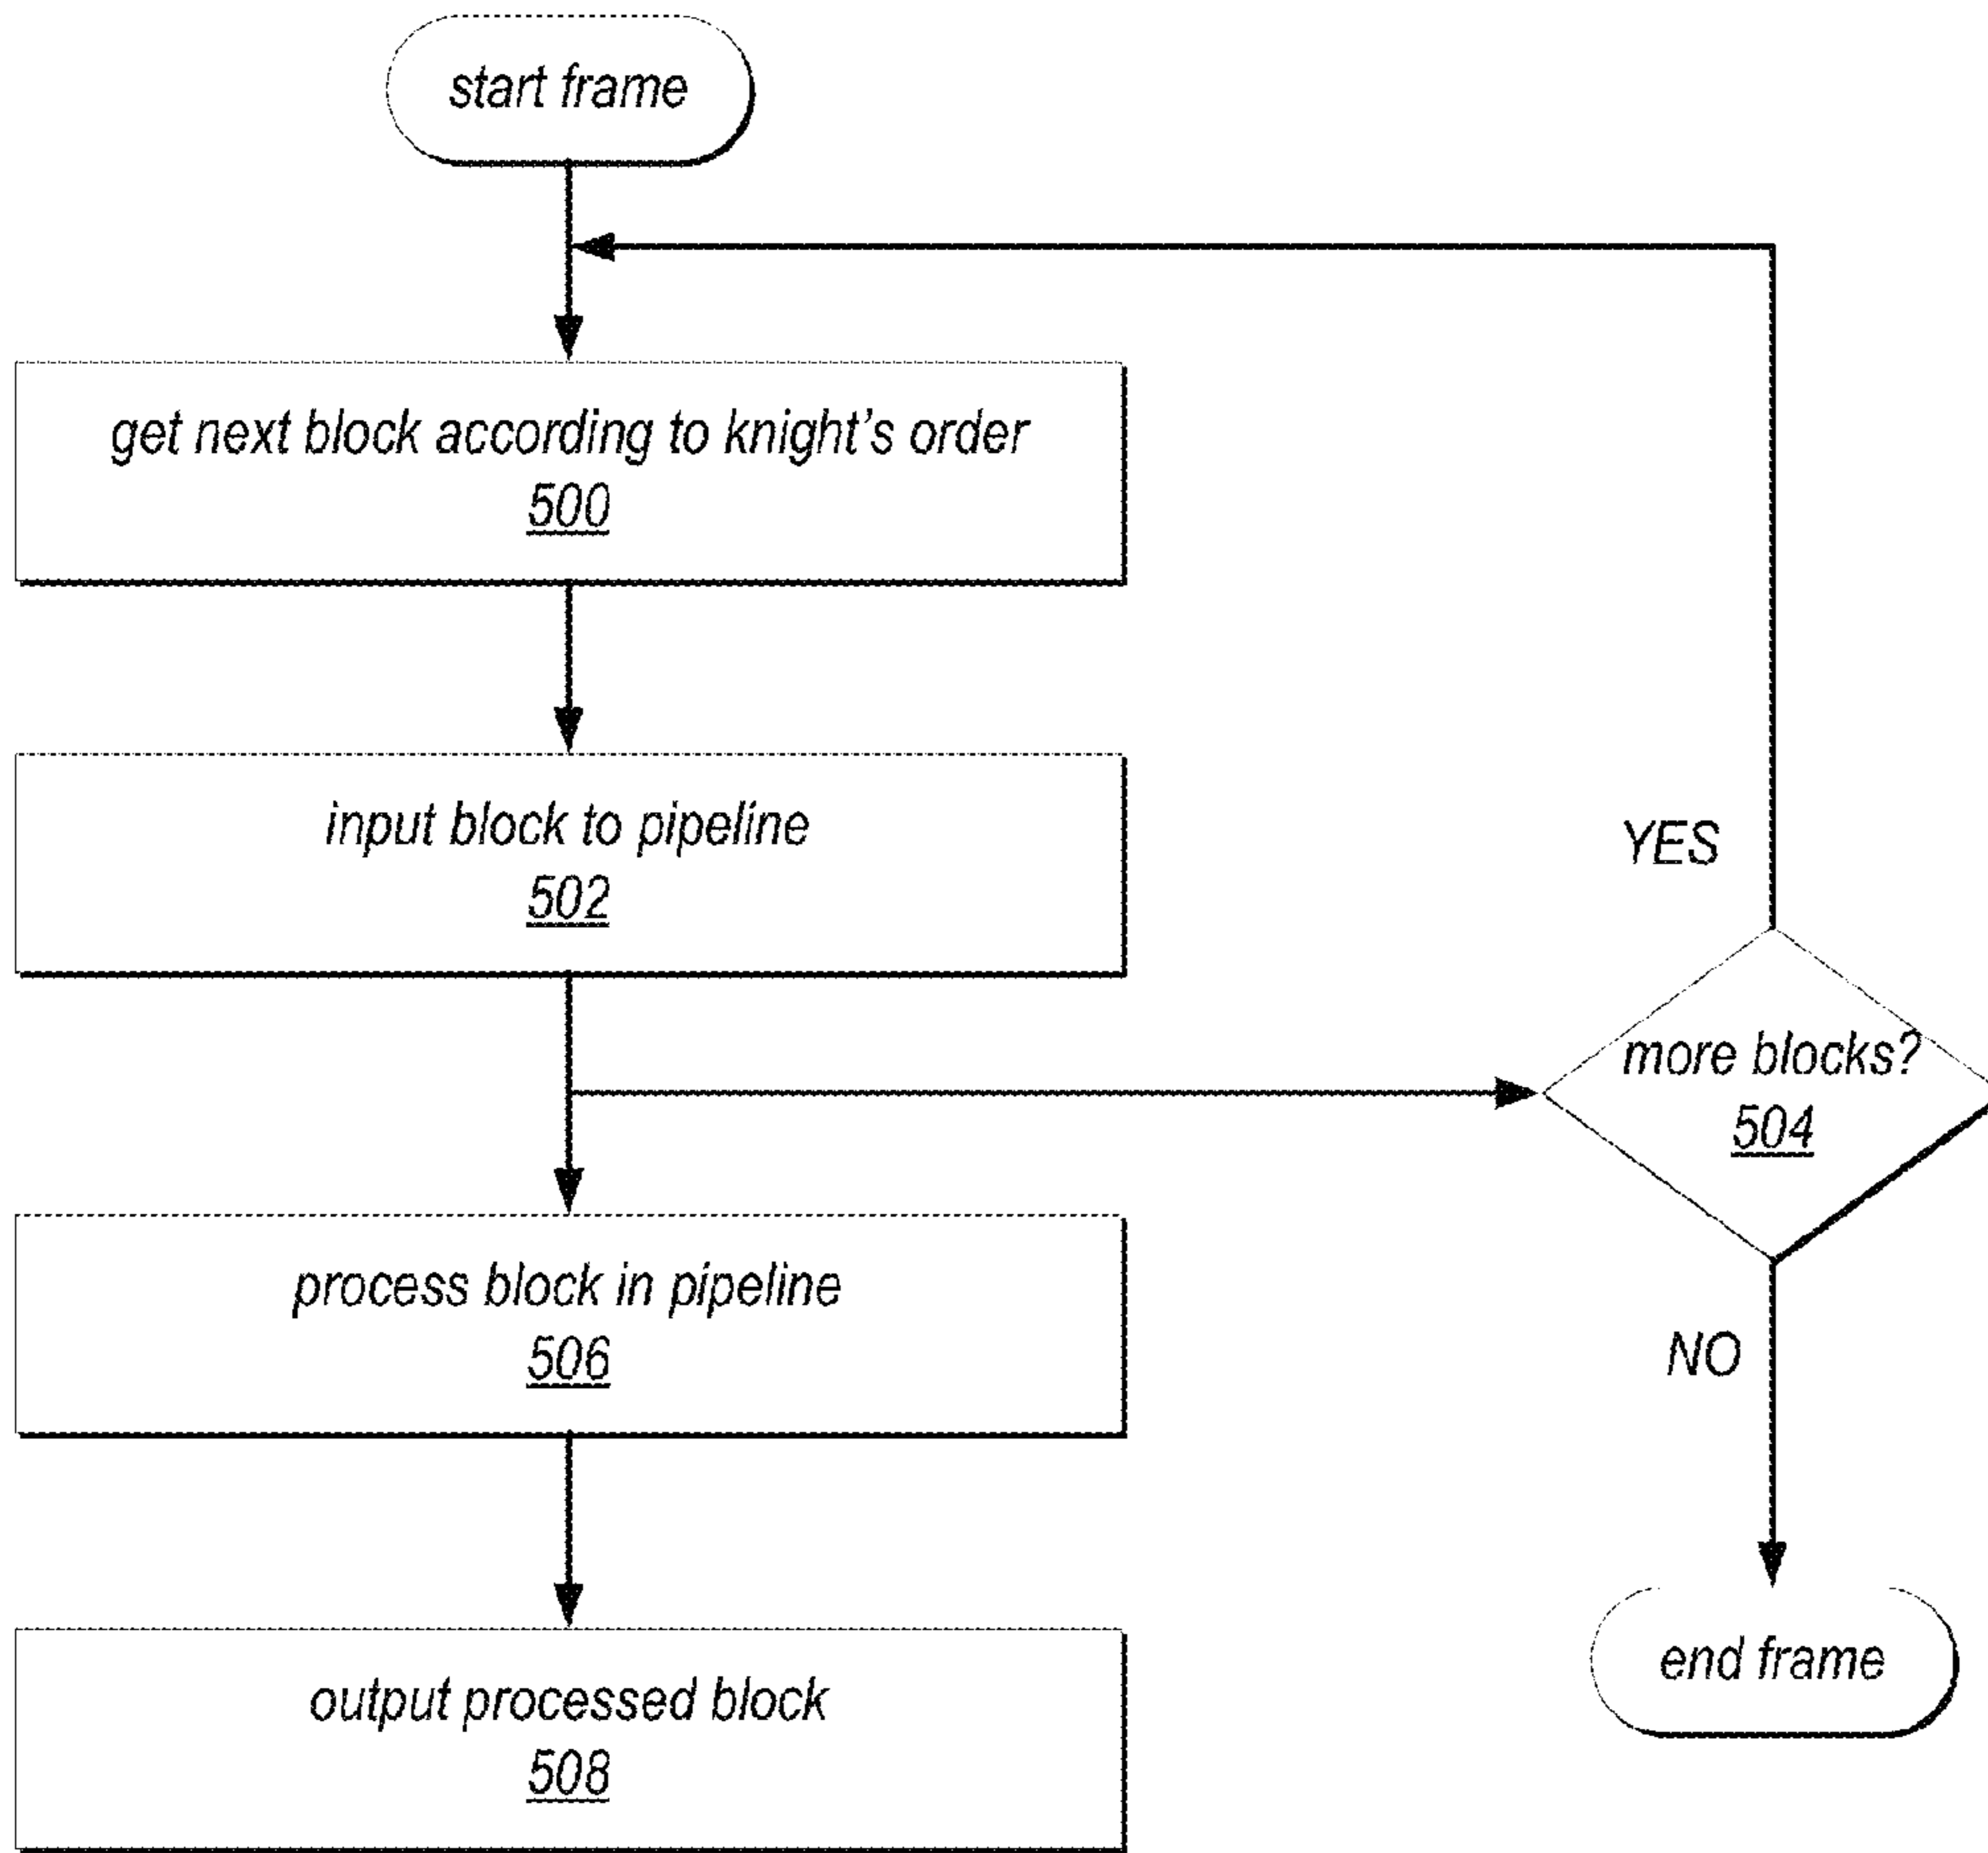 start frame
get next block according to knight's order
500
input block to pipeline
502
YES
more blocks?
504
process block in pipeline
506
NO
end frame
output processed block
508